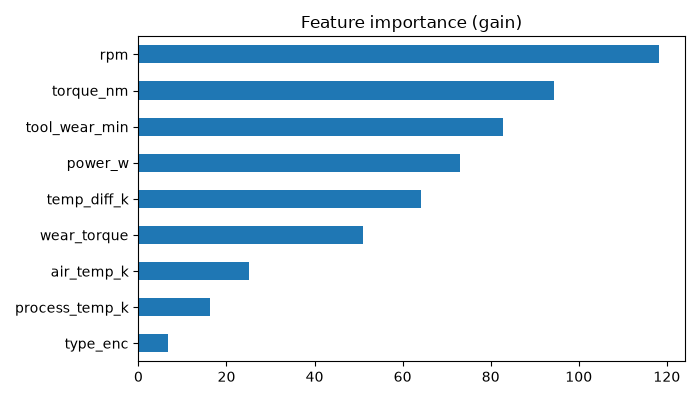 Feature importance (gain)
rpm
torque_nm
tool_wear_min
power_w
temp_diff_k
wear_torque
air_temp_k
process_temp_k
type_enc
0 20 40 60 80 100 120